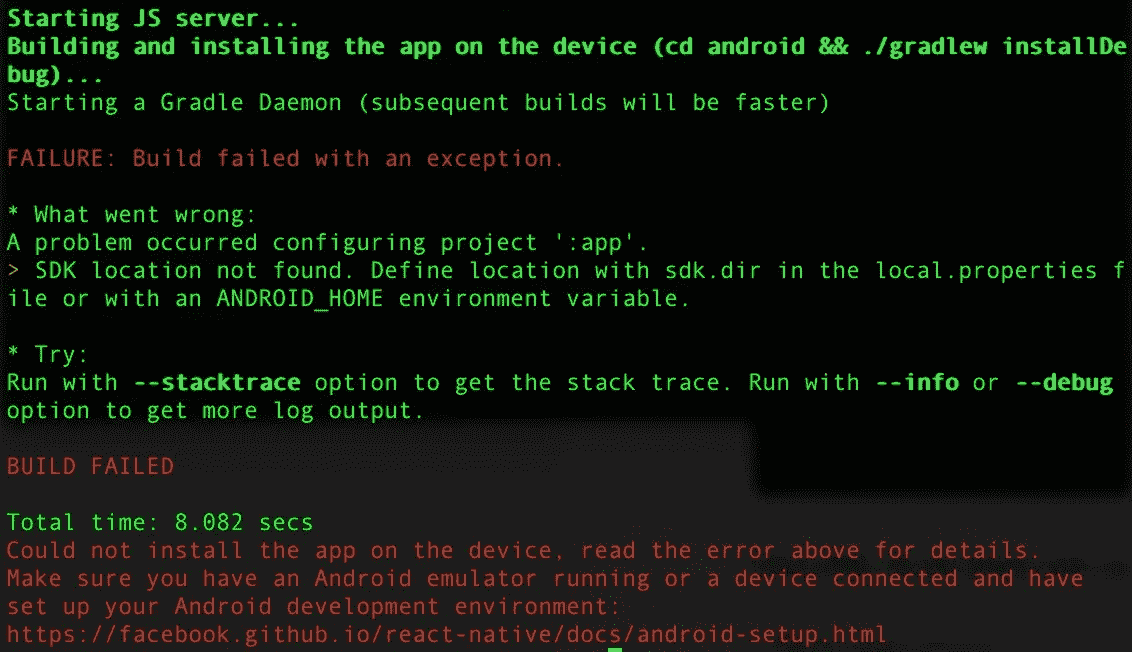 Starting JS server...
Building and installing the app on the device (cd android && ./gradlew installDe
bug)...
Starting a Gradle Daemon (subsequent builds will be faster)
FAILURE: Build failed with an exception.
* What went wrong:
A problem occurred configuring project ':app'.
> SDK location not found. Define location with sdk.dir in the local.properties f
ile or with an ANDROID_HOME environment variable.
* Try:
Run with --stacktrace option to get the stack trace. Run with --info or --debug
option to get more log output.
BUILD FAILED
Total time: 8.082 secs
Could not install the app on the device, read the error above for details.
Make sure you have an Android emulator running or a device connected and have
set up your Android development environment:
https://facebook.github.io/react-native/docs/android-setup.html